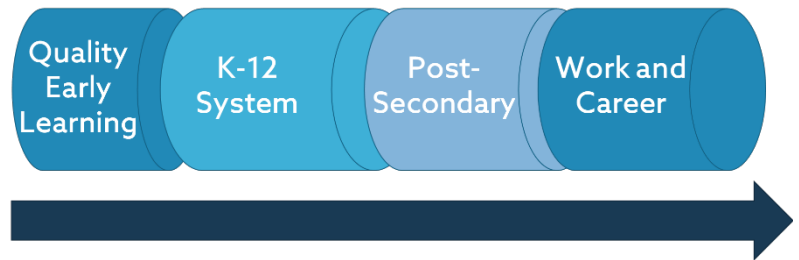 Quality
Early
Learning
K-12
System
Post-
Secondary
Work and
Career